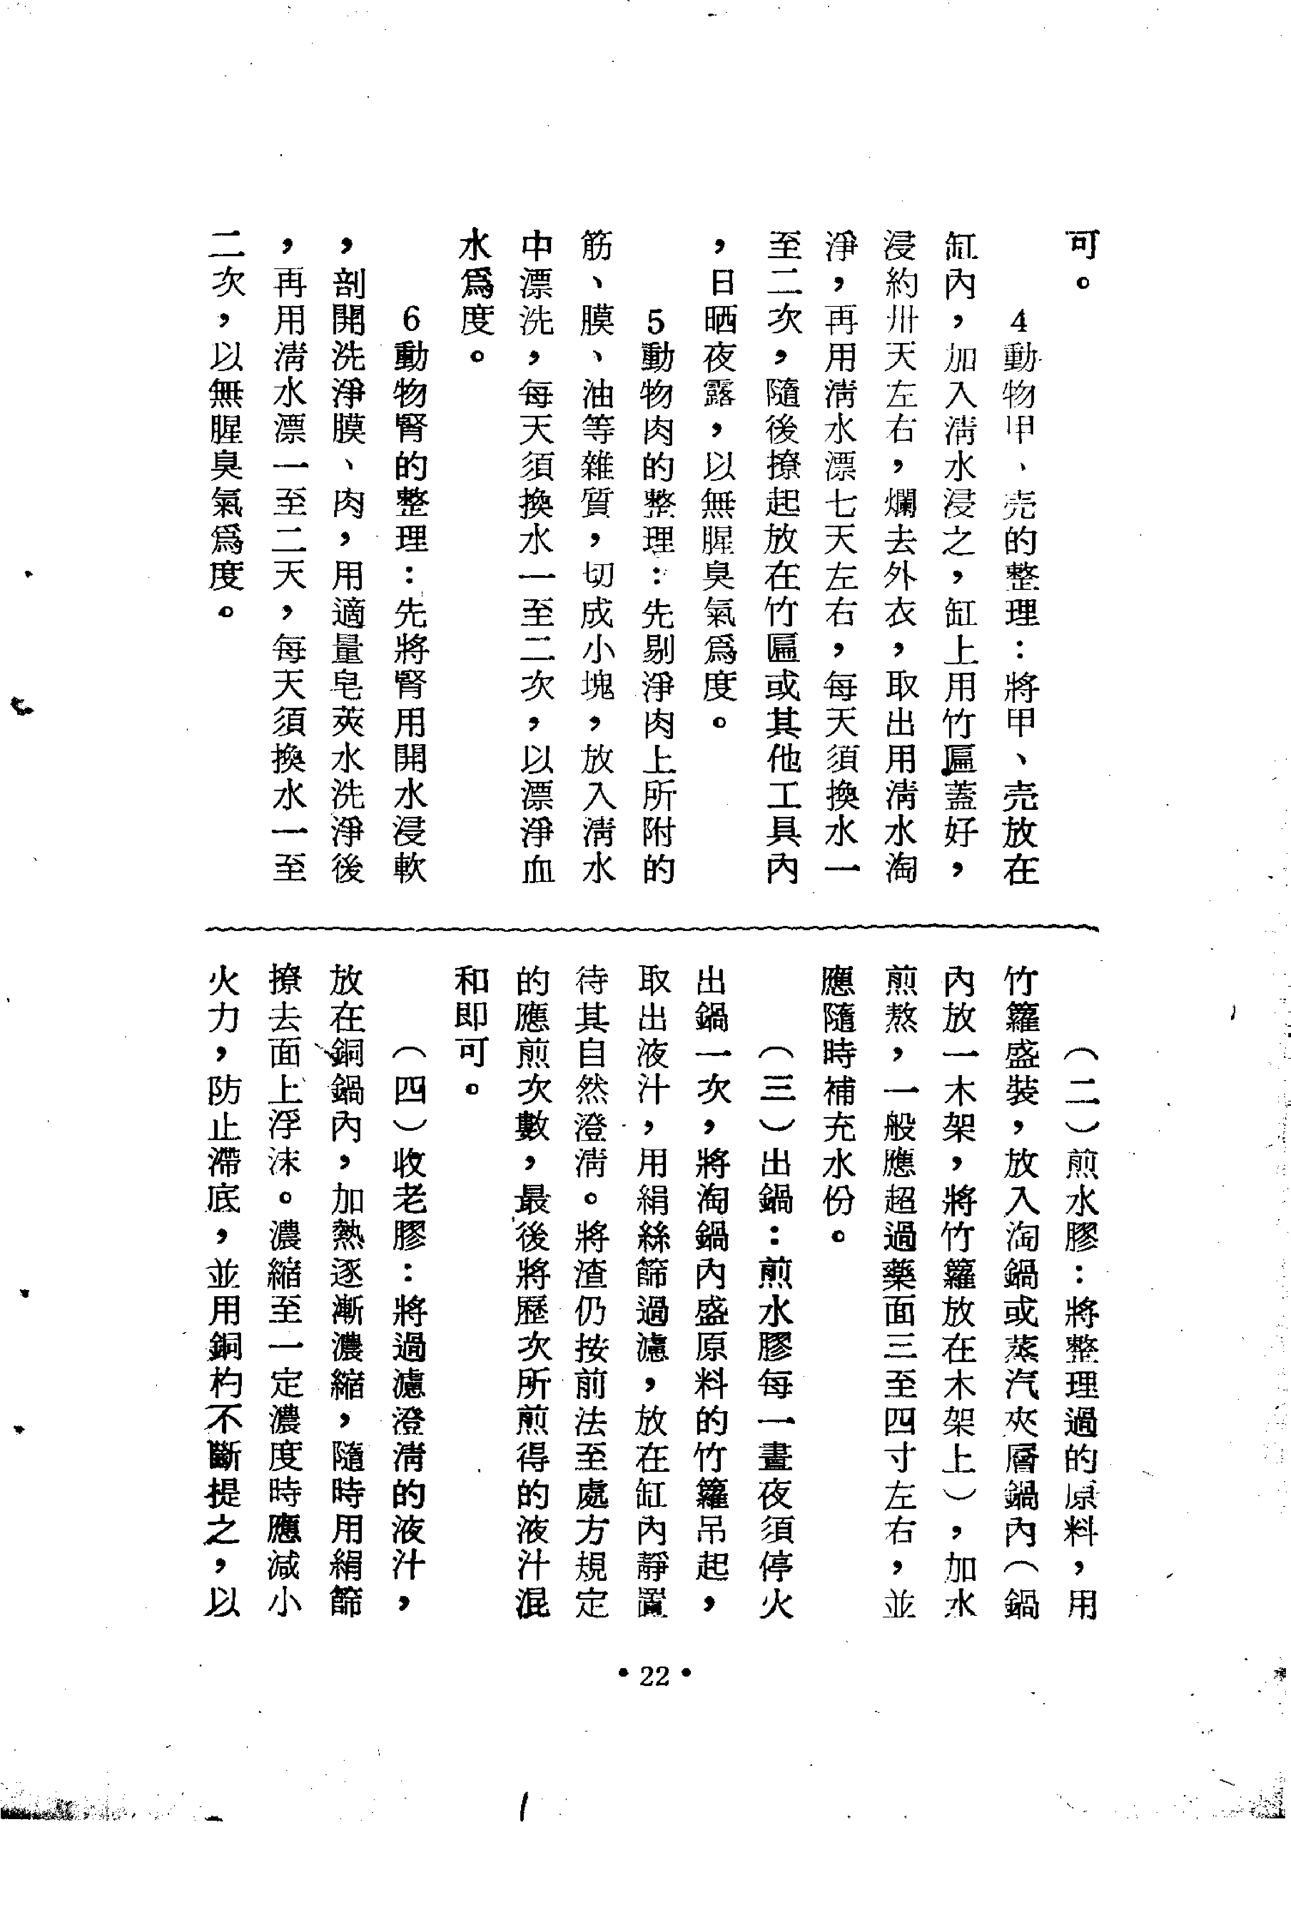 可。
4動物甲、壳的整理：將甲、壳放在
缸內，加入淸水浸之，缸上用竹匾蓋好，
浸約卅天左右，爛去外衣，取出用淸水淘
淨，再用淸水漂七天左右，每天須換水一
至二次，隨後撩起放在竹匾或其他工具內
，日晒夜露，以無腥臭氣爲度。
5動物肉的整理：先剔淨肉上所附的
筋、膜、油等雜質，切成小塊，放入淸水
中漂洗，每天須換水一至二次，以漂淨血
水爲度。
6動物腎的整理：先將腎用開水浸軟
，剖開洗淨膜、肉，用適量皂莢水洗淨後
，再用淸水漂一至二天，每天須換水一至
二次，以無腥臭氣爲度。
（二）煎水膠：將整理過的原料，用
竹籮盛裝，放入淘鍋或蒸汽夾層鍋內（鍋
內放一木架，將竹籮放在木架上），加水
煎熬，一般應超過藥面三至四寸左右，並
應隨時補充水份。
（三）出鍋：煎水膠每一晝夜須停火
出鍋一次，將淘鍋內盛原料的竹籮吊起，
取出液汁，用絹絲篩過濾，放在缸內靜置
待其自然澄淸。將渣仍按前法至處方規定
的應煎次數，最後將歷次所煎得的液汁混
和即可。
（四）收老膠：將過濾澄淸的液汁，
放在銅鍋內，加熱逐漸濃縮，隨時用絹篩
撩去面上浮沫。濃縮至一定濃度時應減小
火力，防止滯底，並用銅杓不斷提之，以
•22•